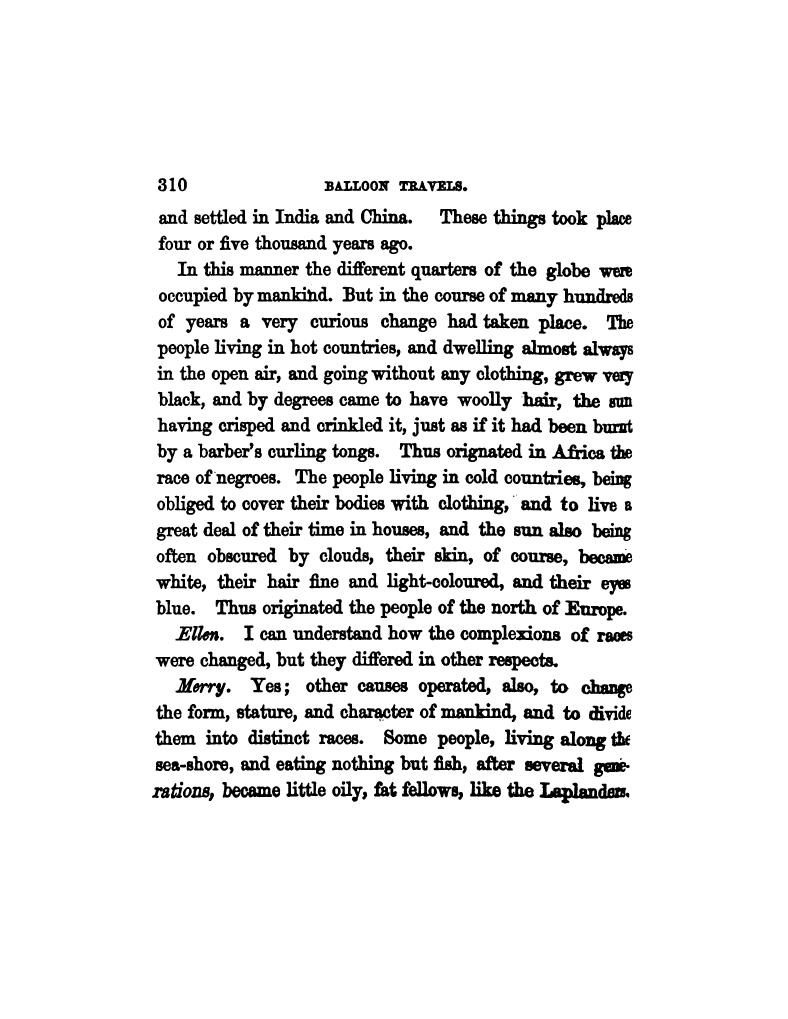 310 BALLOON TRAVELS.
and settled in India and China. These things took place
four or five thousand years ago.
In this manner the different quarters of the globe were
occupied by mankind. But in the course of many hundreds
of years a very curious change had taken place. The
people living in hot countries, and dwelling almost always
in the open air, and going without any clothing, grew very
black, and by degrees came to have woolly hair, the sun
having crisped and crinkled it, just as if it had been burnt
by a barber's curling tongs. Thus orignated in Africa the
race of negroes. The people living in cold countries, being
obliged to cover their bodies with clothing, and to live a
great deal of their time in houses, and the sun also being
often obscured by clouds, their skin, of course, became
white, their hair fine and light-coloured, and their eyes
blue. Thus originated the people of the north of Europe.
Ellen. I can understand how the complexions of races
were changed, but they differed in other respects.
Merry. Yes; other causes operated, also, to change
the form, stature, and character of mankind, and to divide
them into distinct races. Some people, living along the
sea-shore, and eating nothing but fish, after several gene-
rations, became little oily, fat fellows, like the Laplanders.